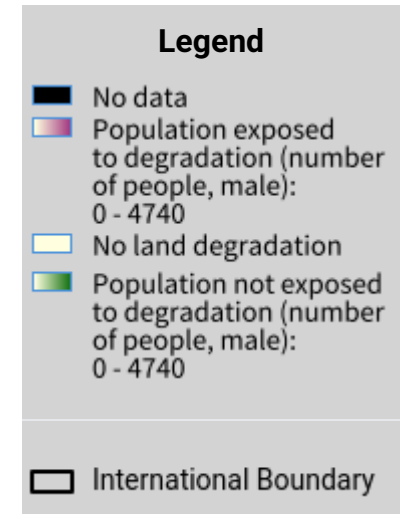 Legend
No data
Population exposed
to degradation (number
of people, male):
0 - 4740
No land degradation
Population not exposed
to degradation (number
of people, male):
0 - 4740
International Boundary